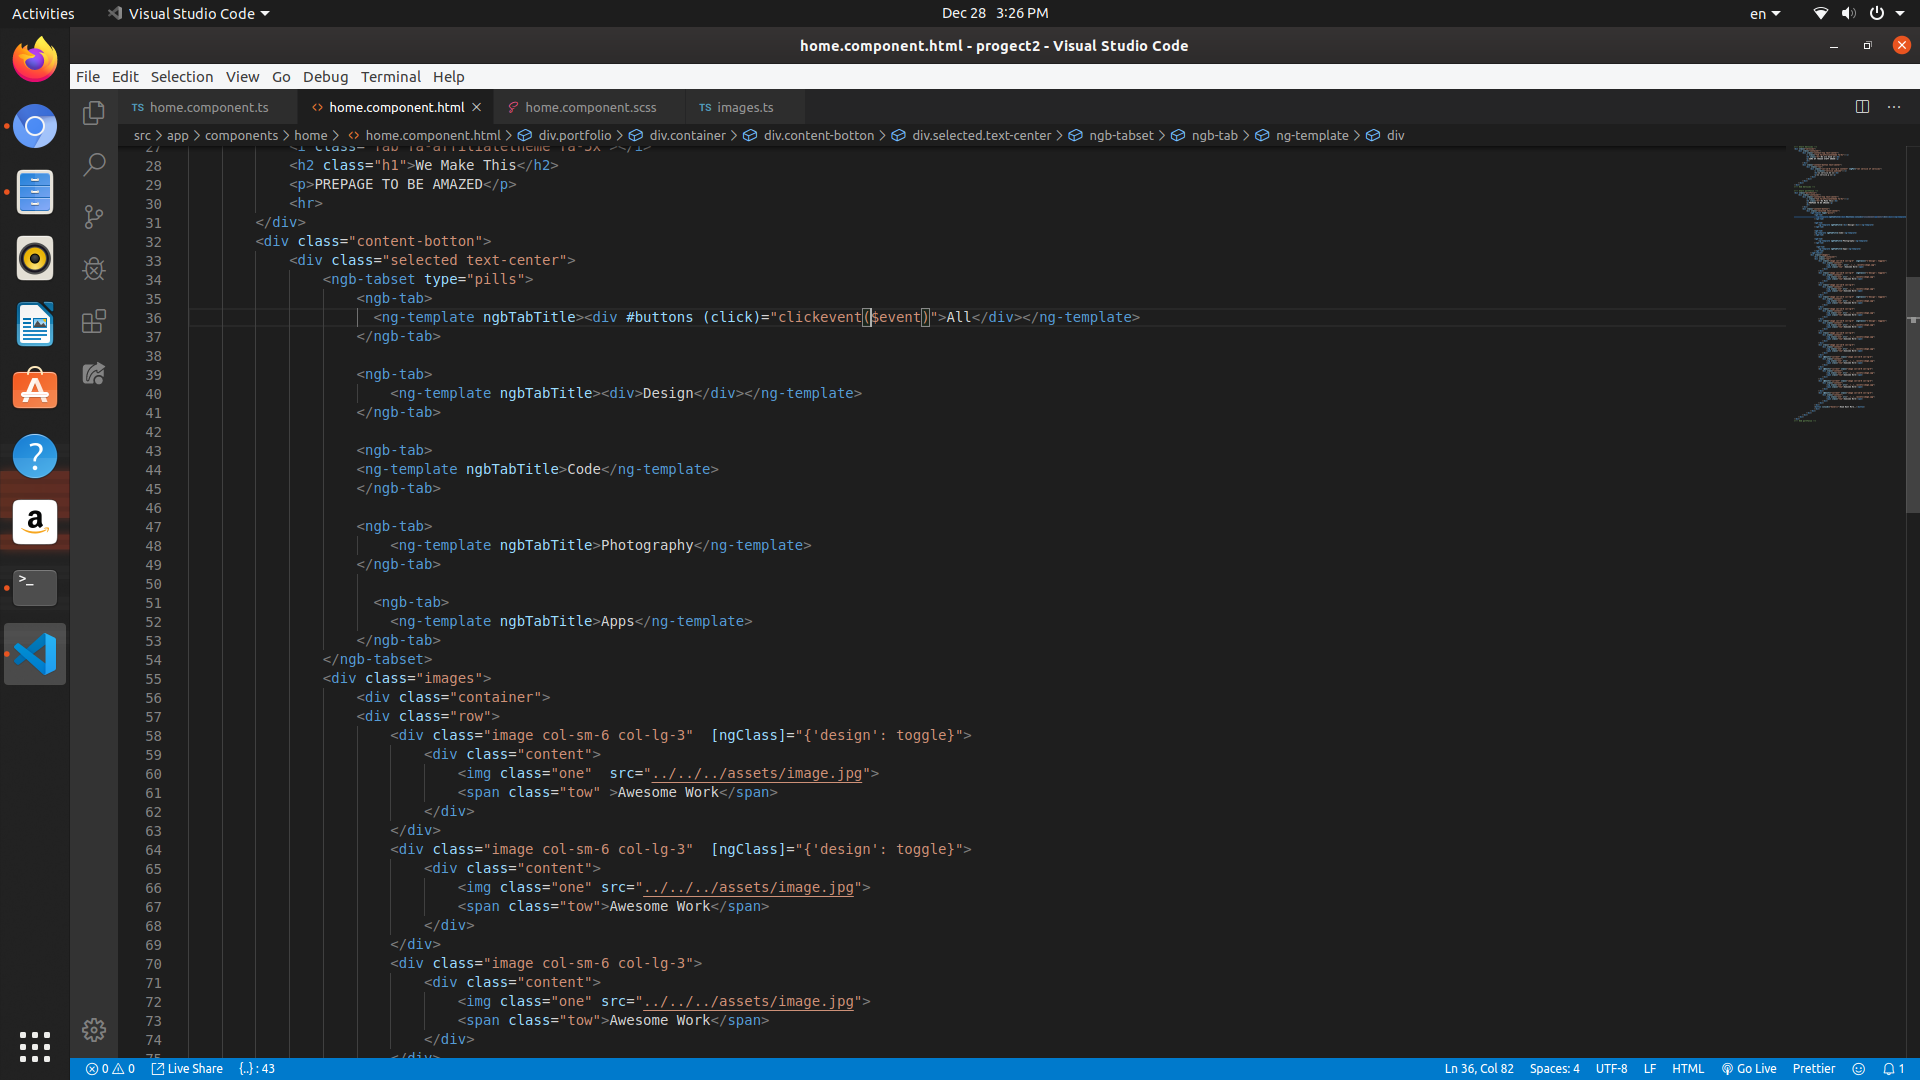 Activities
Visual Studio Code
Dec 28 3:26 PM
en
home.component.html - progect2 - Visual Studio Code
File Edit Selection View Go Debug Terminal Help
TS home.component.ts
home.component.html
home.component.scss
TS images.ts
src > app > components > home > home.component.html > div.portfolio > div.container > div.content-botton > div.selected.text-center > ngb-tabset > ngb-tab > ng-template > div
27 <i class="fab fa-affiliatetheme fa-3x"></i>
28 <h2 class="h1">We Make This</h2>
29 <p>PREPAGE TO BE AMAZED</p>
30 <hr>
31 </div>
32 <div class="content-botton">
33 <div class="selected text-center">
34 <ngb-tabset type="pills">
35 <ngb-tab>
36 <ng-template ngbTabTitle><div #buttons (click)="clickevent($event)">All</div></ng-template>
37 </ngb-tab>
38
39 <ngb-tab>
40 <ng-template ngbTabTitle><div>Design</div></ng-template>
41 </ngb-tab>
42
43 <ngb-tab>
44 <ng-template ngbTabTitle>Code</ng-template>
45 </ngb-tab>
46
47 <ngb-tab>
48 <ng-template ngbTabTitle>Photography</ng-template>
49 </ngb-tab>
50
51 <ngb-tab>
52 <ng-template ngbTabTitle>Apps</ng-template>
53 </ngb-tab>
54 </ngb-tabset>
55 <div class="images">
56 <div class="container">
57 <div class="row">
58 <div class="image col-sm-6 col-lg-3"  [ngClass]="{'design': toggle}">
59 <div class="content">
60 <img class="one"  src="../../../assets/image.jpg">
61 <span class="tow" >Awesome Work</span>
62 </div>
63 </div>
64 <div class="image col-sm-6 col-lg-3"  [ngClass]="{'design': toggle}">
65 <div class="content">
66 <img class="one" src="../../../assets/image.jpg">
67 <span class="tow">Awesome Work</span>
68 </div>
69 </div>
70 <div class="image col-sm-6 col-lg-3">
71 <div class="content">
72 <img class="one" src="../../../assets/image.jpg">
73 <span class="tow">Awesome Work</span>
74 </div>
75 </div>
0 0 Live Share {..} : 43 Ln 36, Col 82 Spaces: 4 UTF-8 LF HTML Go Live Prettier 1